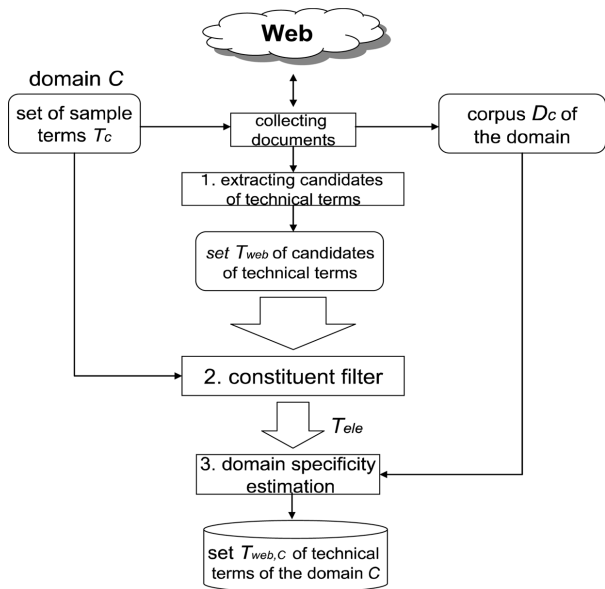 Web
domain C
set of sample
terms Tc
collecting
documents
corpus Dc of
the domain
1. extracting candidates
of technical terms
set Tweb of candidates
of technical terms
2. constituent filter
Tele
3. domain specificity
estimation
set Tweb,C of technical
terms of the domain C